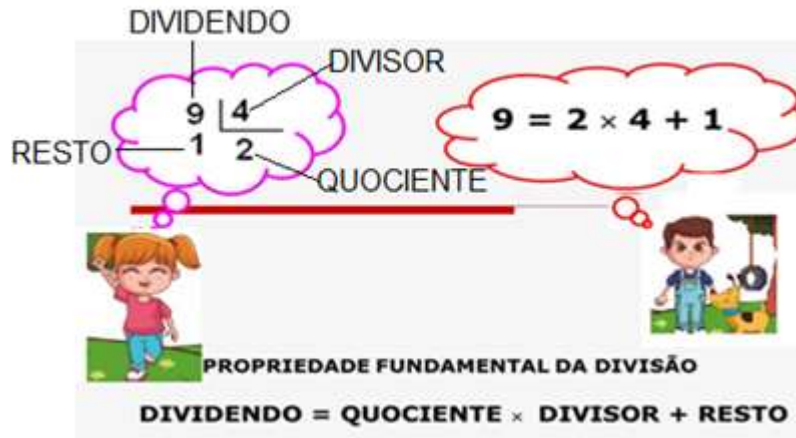 DIVIDENDO
DIVISOR
9 4
RESTO 1 2
QUOCIENTE
9 = 2 × 4 + 1
PROPRIEDADE FUNDAMENTAL DA DIVISÃO
DIVIDENDO = QUOCIENTE × DIVISOR + RESTO